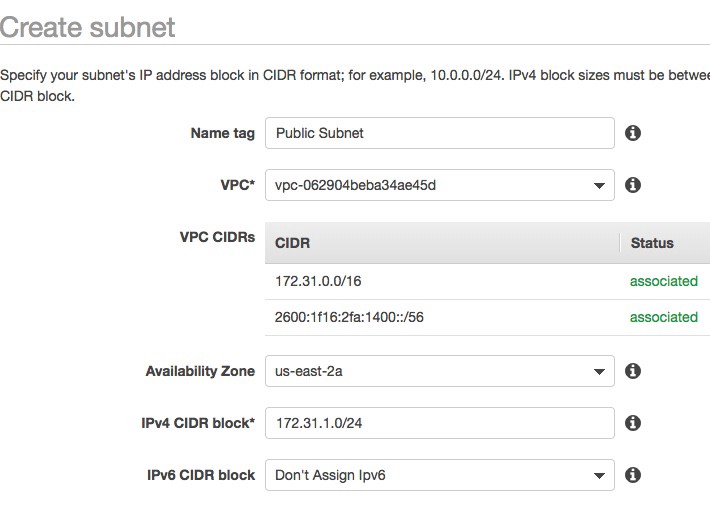 Create subnet
Specify your subnet's IP address block in CIDR format; for example, 10.0.0.0/24. IPv4 block sizes must be
CIDR block.
Name tag Public Subnet
VPC* vpc-062904beba34ae45d
VPC CIDRs CIDR Status
172.31.0.0/16 associated
2600:1f16:2fa:1400::/56 associated
Availability Zone us-east-2a
IPv4 CIDR block* 172.31.1.0/24
IPv6 CIDR block Don't Assign Ipv6